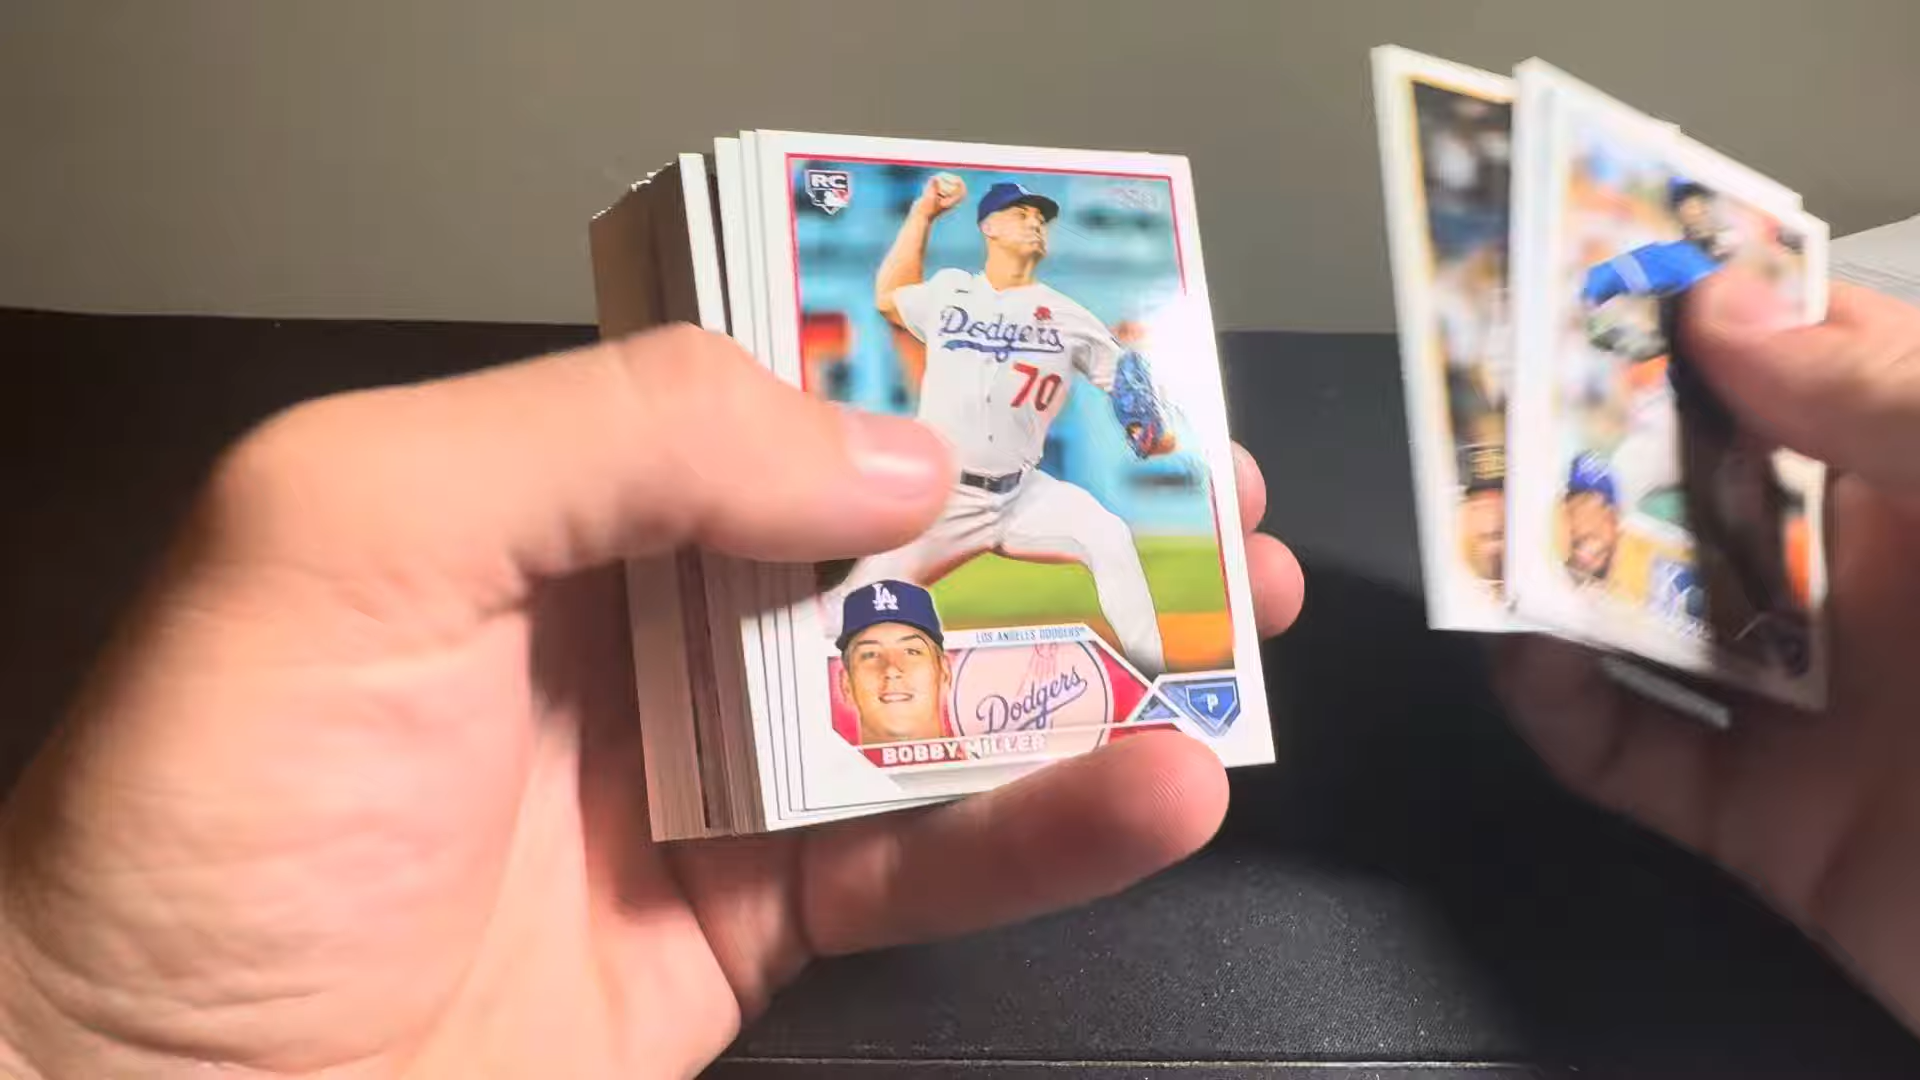 RC
Dodgers
70
LA
LOS ANGELES DODGERS
Dodgers
P
BOBBY MILLER